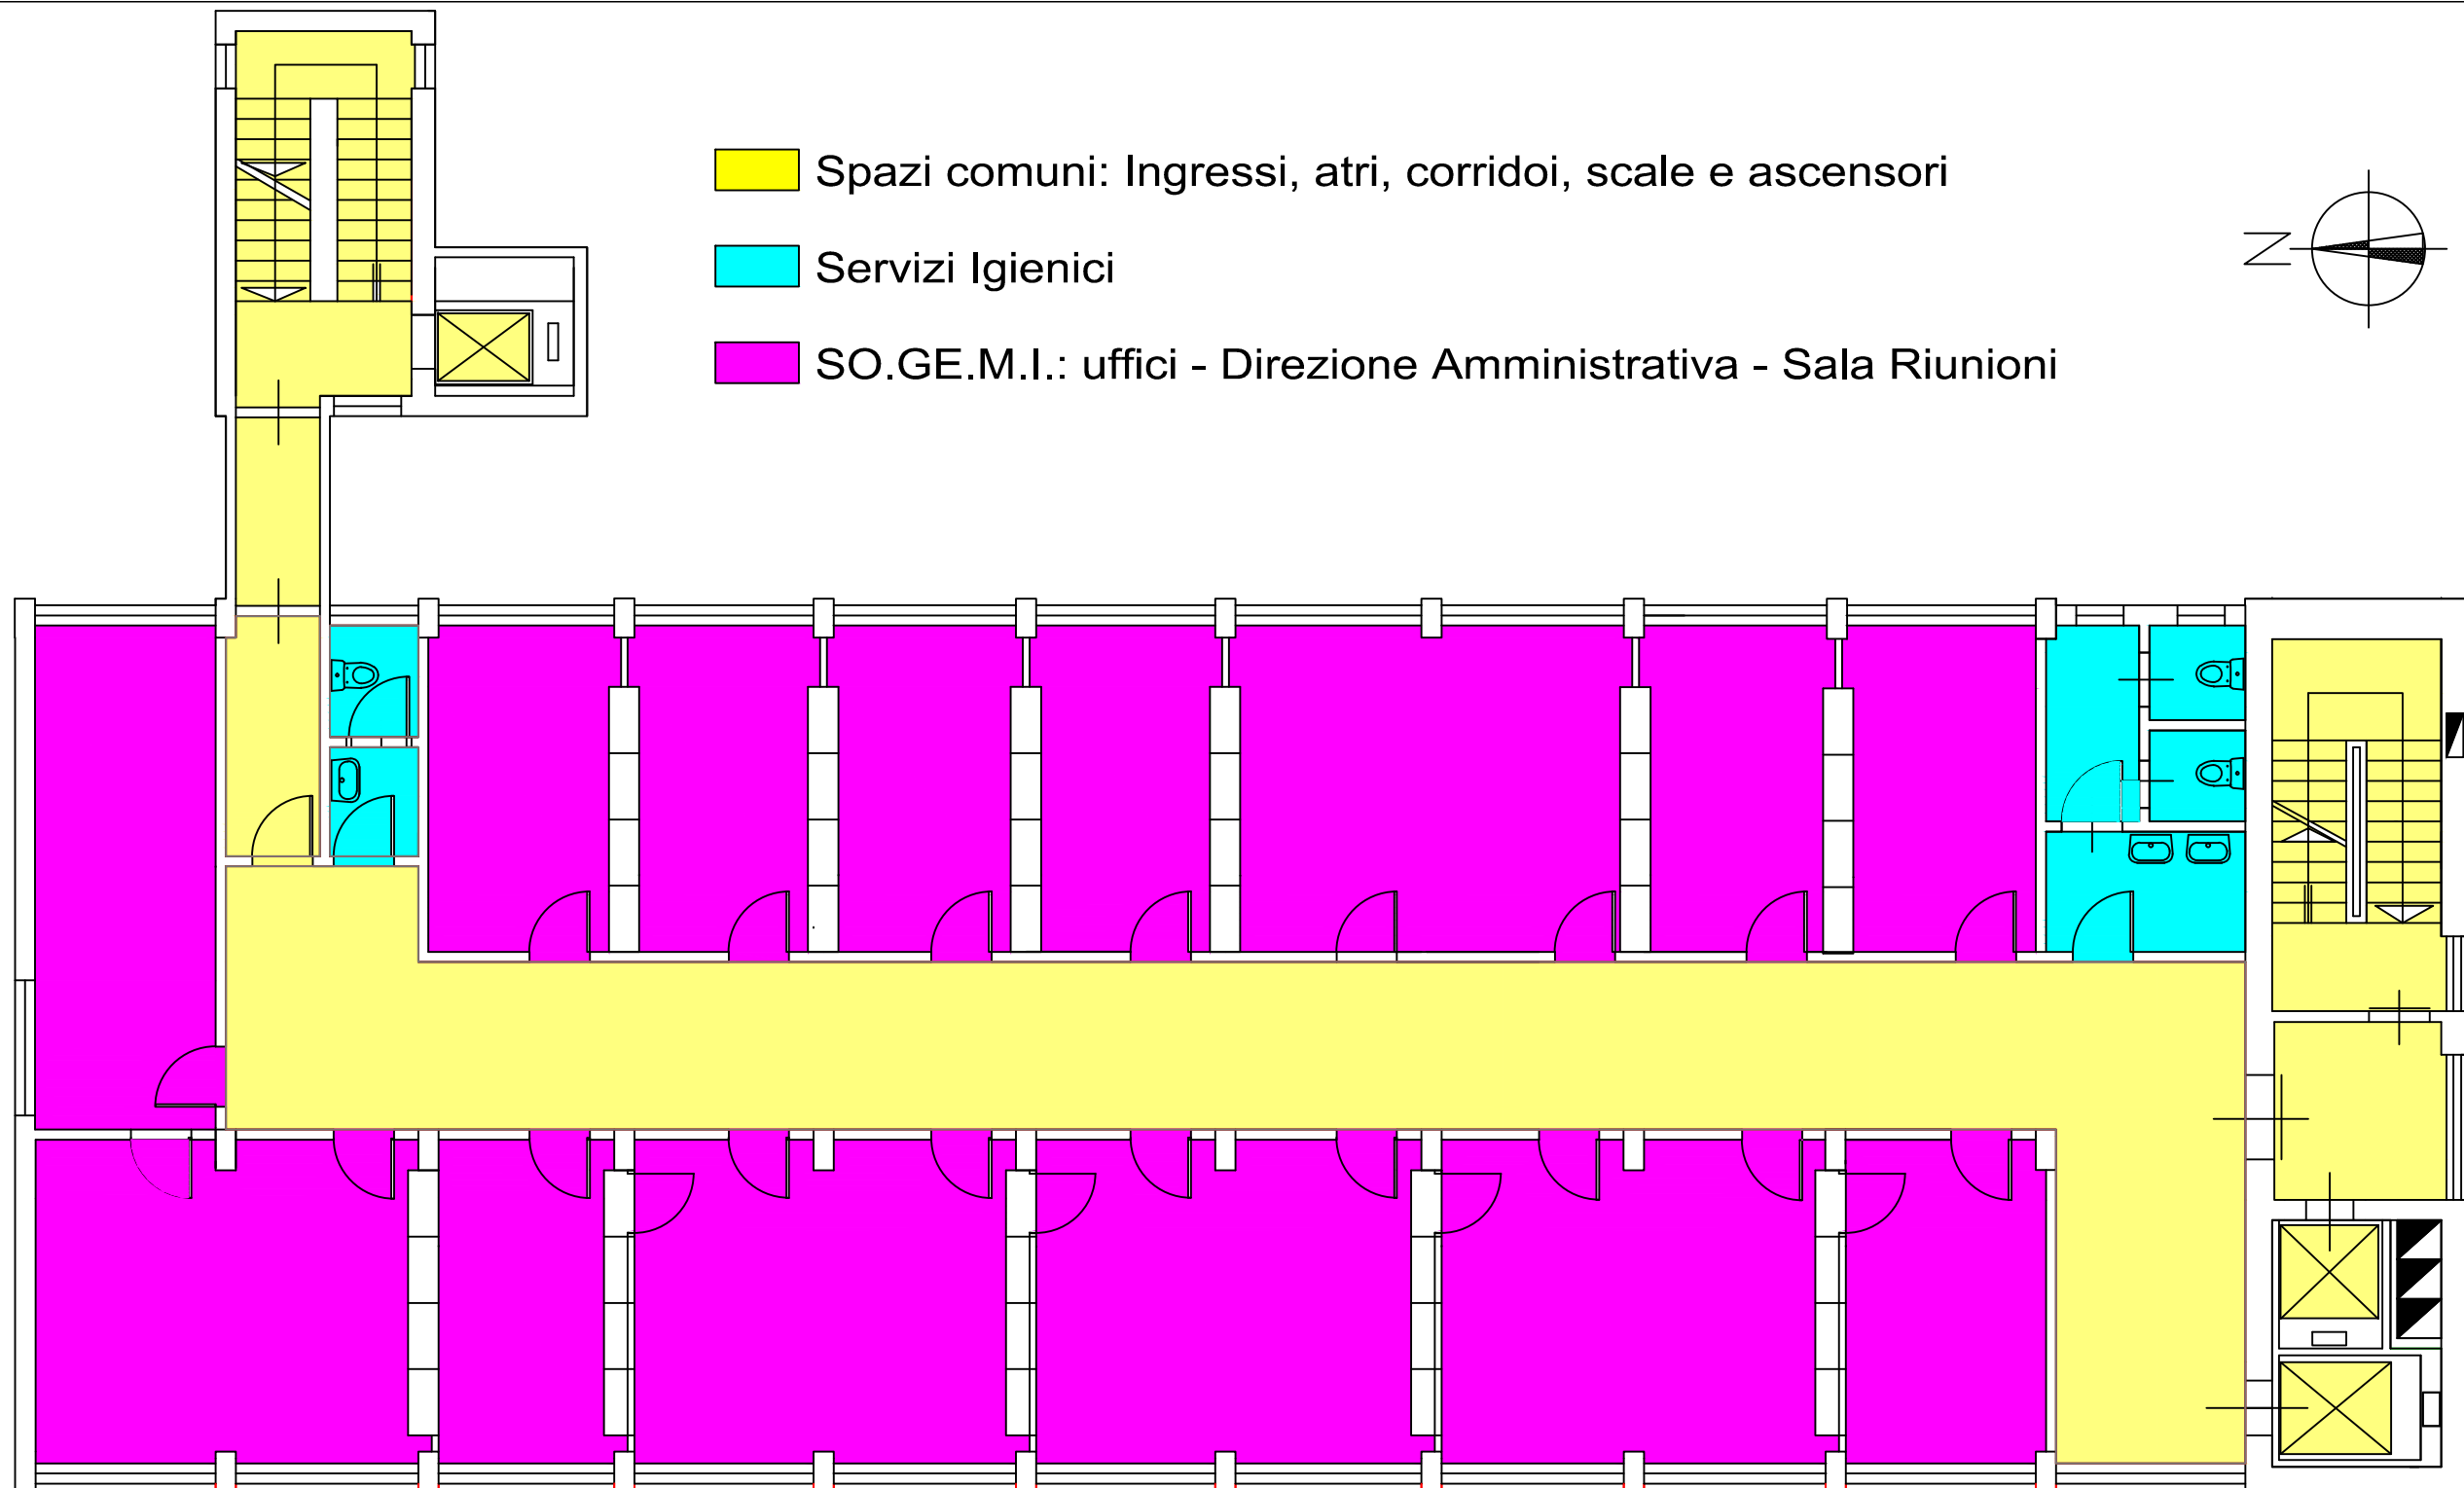 Spazi comuni: Ingressi, atri, corridoi, scale e ascensori
N
Servizi Igienici
SO.GE.M.I.: uffici - Direzione Amministrativa - Sala Riunioni